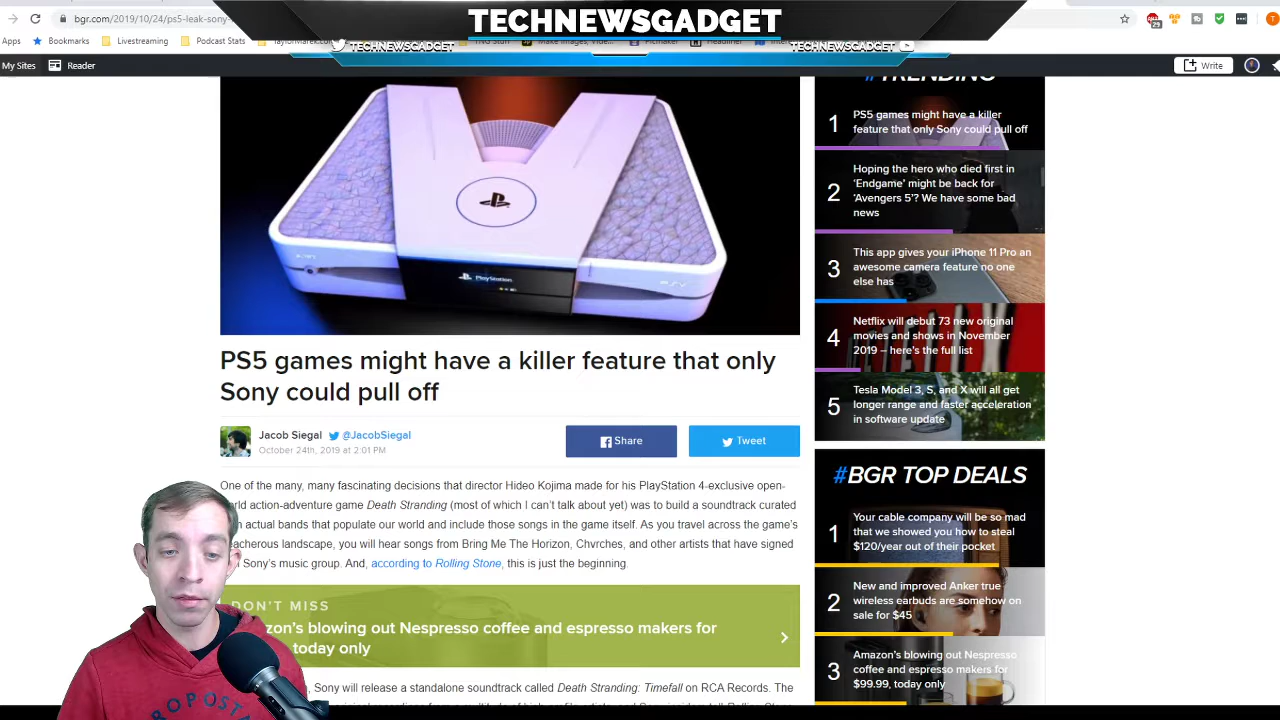 TECHNEWSGADGET
bgr.com/2019/10/24/ps5-leak-sony-
29
Apps
Bookmarks
Livestreaming
Podcast Stats
TaylorMarek.com
TNG Stuff
Make Images, Vide...
Picmaker
Headliner
TECHNEWSGADGET
TECHNEWSGADGET
My Sites
Reader
Write
#TRENDING
1
PS5 games might have a killer
feature that only Sony could pull off
2
Hoping the hero who died first in
'Endgame' might be back for
'Avengers 5'? We have some bad
news
3
This app gives your iPhone 11 Pro an
awesome camera feature no one
else has
4
Netflix will debut 73 new original
movies and shows in November
2019 – here's the full list
5
Tesla Model 3, S, and X will all get
longer range and faster acceleration
in software update
PlayStation
PS5 games might have a killer feature that only
Sony could pull off
Jacob Siegal @JacobSiegal
October 24th, 2019 at 2:01 PM
Share
Tweet
One of the many, many fascinating decisions that director Hideo Kojima made for his PlayStation 4-exclusive open-
orld action-adventure game Death Stranding (most of which I can't talk about yet) was to build a soundtrack curated
actual bands that populate our world and include those songs in the game itself. As you travel across the game's
eacherous landscape, you will hear songs from Bring Me The Horizon, Chvrches, and other artists that have signed
Sony's music group. And, according to Rolling Stone, this is just the beginning.
DON'T MISS
zon's blowing out Nespresso coffee and espresso makers for
today only
, Sony will release a standalone soundtrack called Death Stranding: Timefall on RCA Records. The
#BGR TOP DEALS
1
Your cable company will be so mad
that we showed you how to steal
$120/year out of their pocket
2
New and improved Anker true
wireless earbuds are somehow on
sale for $45
3
Amazon's blowing out Nespresso
coffee and espresso makers for
$99.99, today only